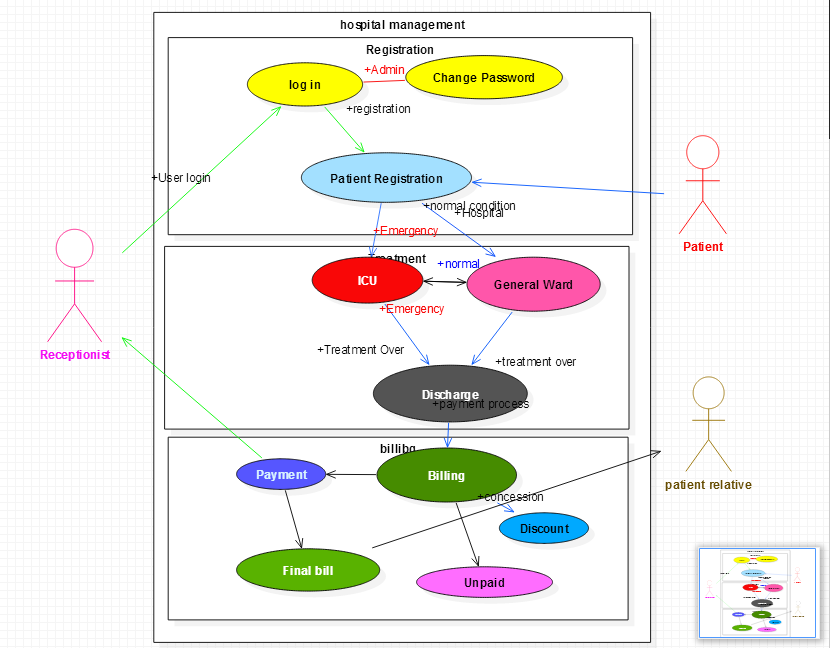 hospital management
Registration
+Admin
log in
Change Password
+registration
+User login
Patient Registration
+normal condition
+Hospital
+Emergency
Patient
+normal
ICU
General Ward
+Emergency
Receptionist
+Treatment Over
+treatment over
Discharge
+payment process
billibg
Payment
Billing
patient relative
+concession
Discount
Final bill
Unpaid